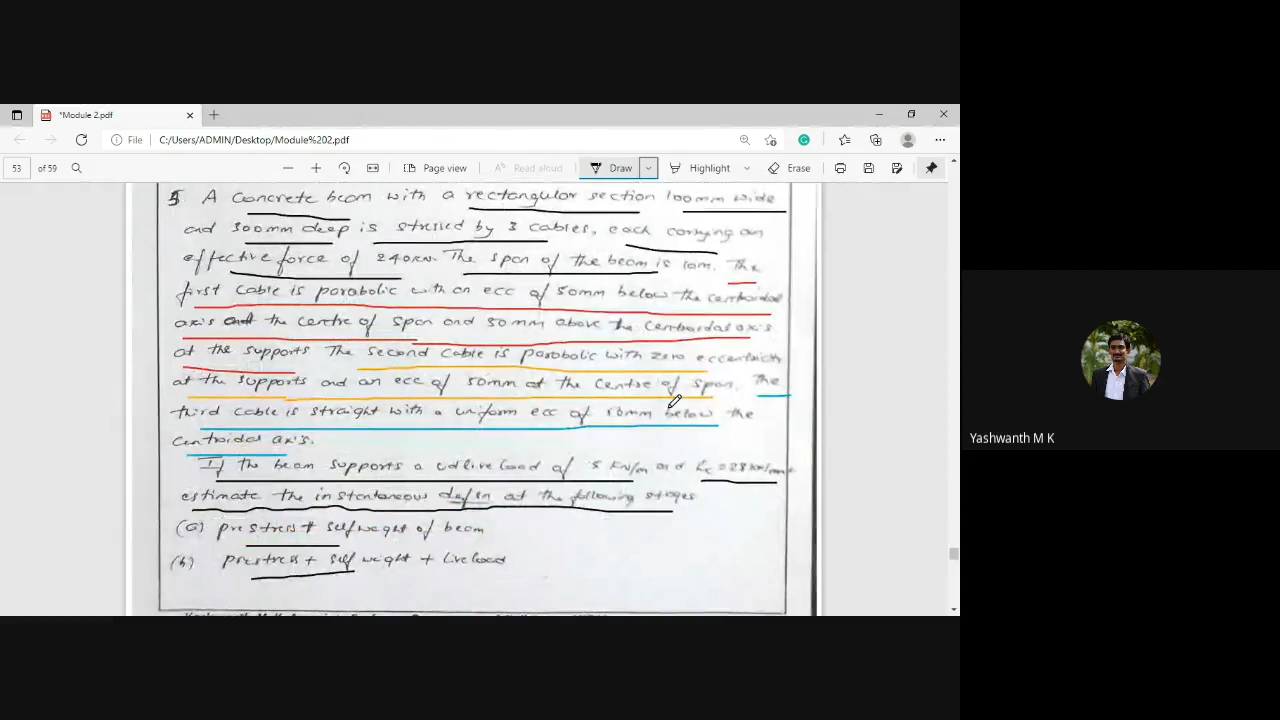 *Module 2.pdf
File C:/Users/ADMIN/Desktop/Module%202.pdf
53 of 59 Page view Read aloud Draw Highlight Erase
5. A concrete beam with a rectangular section 100mm wide
and 300mm deep is stressed by 3 cables, each carrying an
effective force of 240KN. The span of the beam is 10m. The
first cable is parabolic with an ecc of 50mm below the centroidal
axis at the centre of span and 50mm above the centroidal axis
at the supports The second cable is parabolic with zero eccentricity
at the supports and an ecc of 50mm at the centre of span. The
third cable is straight with a uniform ecc of 50mm below the
centroidal axis.
If the beam supports a udl live load of 5 KN/m and Ec = 28 KN/mm²
estimate the instantaneous defln at the following stages
(a) prestress + selfweight of beam
(b) prestress + self weight + live load
Yashwanth M K